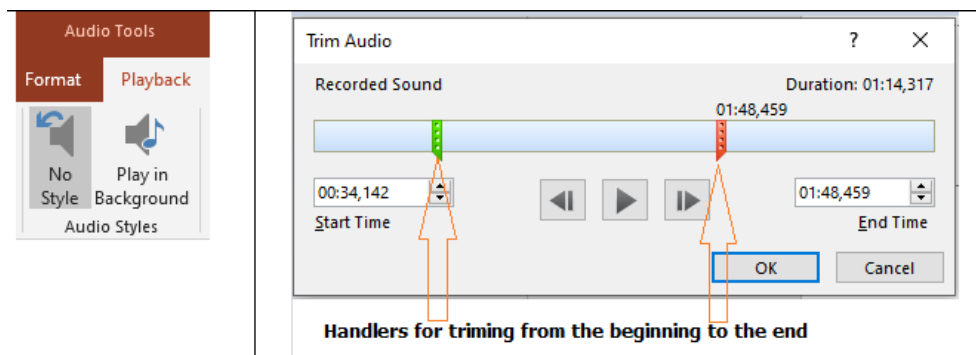 Audio Tools
Format Playback
No Style
Play in Background
Audio Styles
Trim Audio ?
Recorded Sound Duration: 01:14,317
01:48,459
00:34,142 01:48,459
Start Time End Time
OK Cancel
Handlers for triming from the beginning to the end